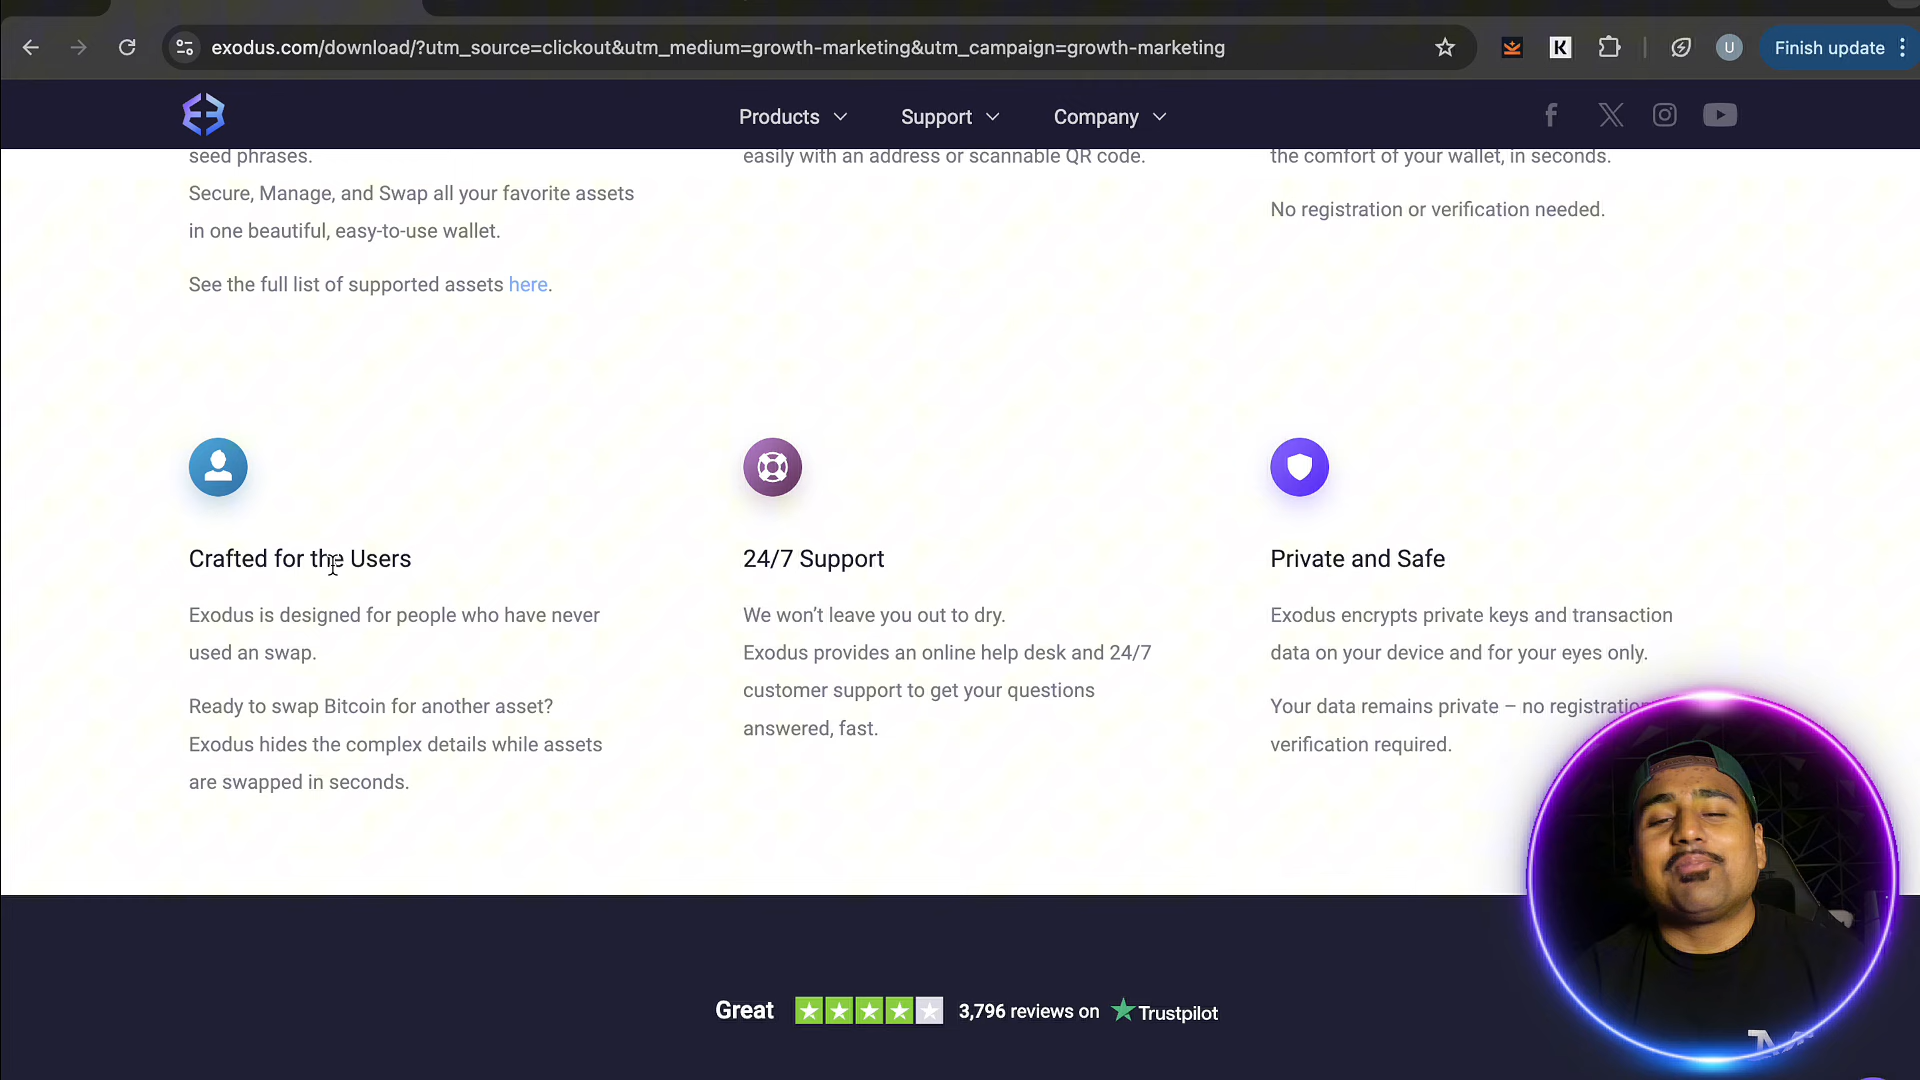 exodus.com/download/?utm_source=clickout&utm_medium=growth-marketing&utm_campaign=growth-marketing
K
U
Finish update
Products
Support
Company
seed phrases.
Secure, Manage, and Swap all your favorite assets
in one beautiful, easy-to-use wallet.
See the full list of supported assets here.
easily with an address or scannable QR code.
the comfort of your wallet, in seconds.
No registration or verification needed.
Crafted for the Users
Exodus is designed for people who have never
used an swap.
Ready to swap Bitcoin for another asset?
Exodus hides the complex details while assets
are swapped in seconds.
24/7 Support
We won’t leave you out to dry.
Exodus provides an online help desk and 24/7
customer support to get your questions
answered, fast.
Private and Safe
Exodus encrypts private keys and transaction
data on your device and for your eyes only.
Your data remains private – no registration
verification required.
Great
3,796 reviews on
Trustpilot